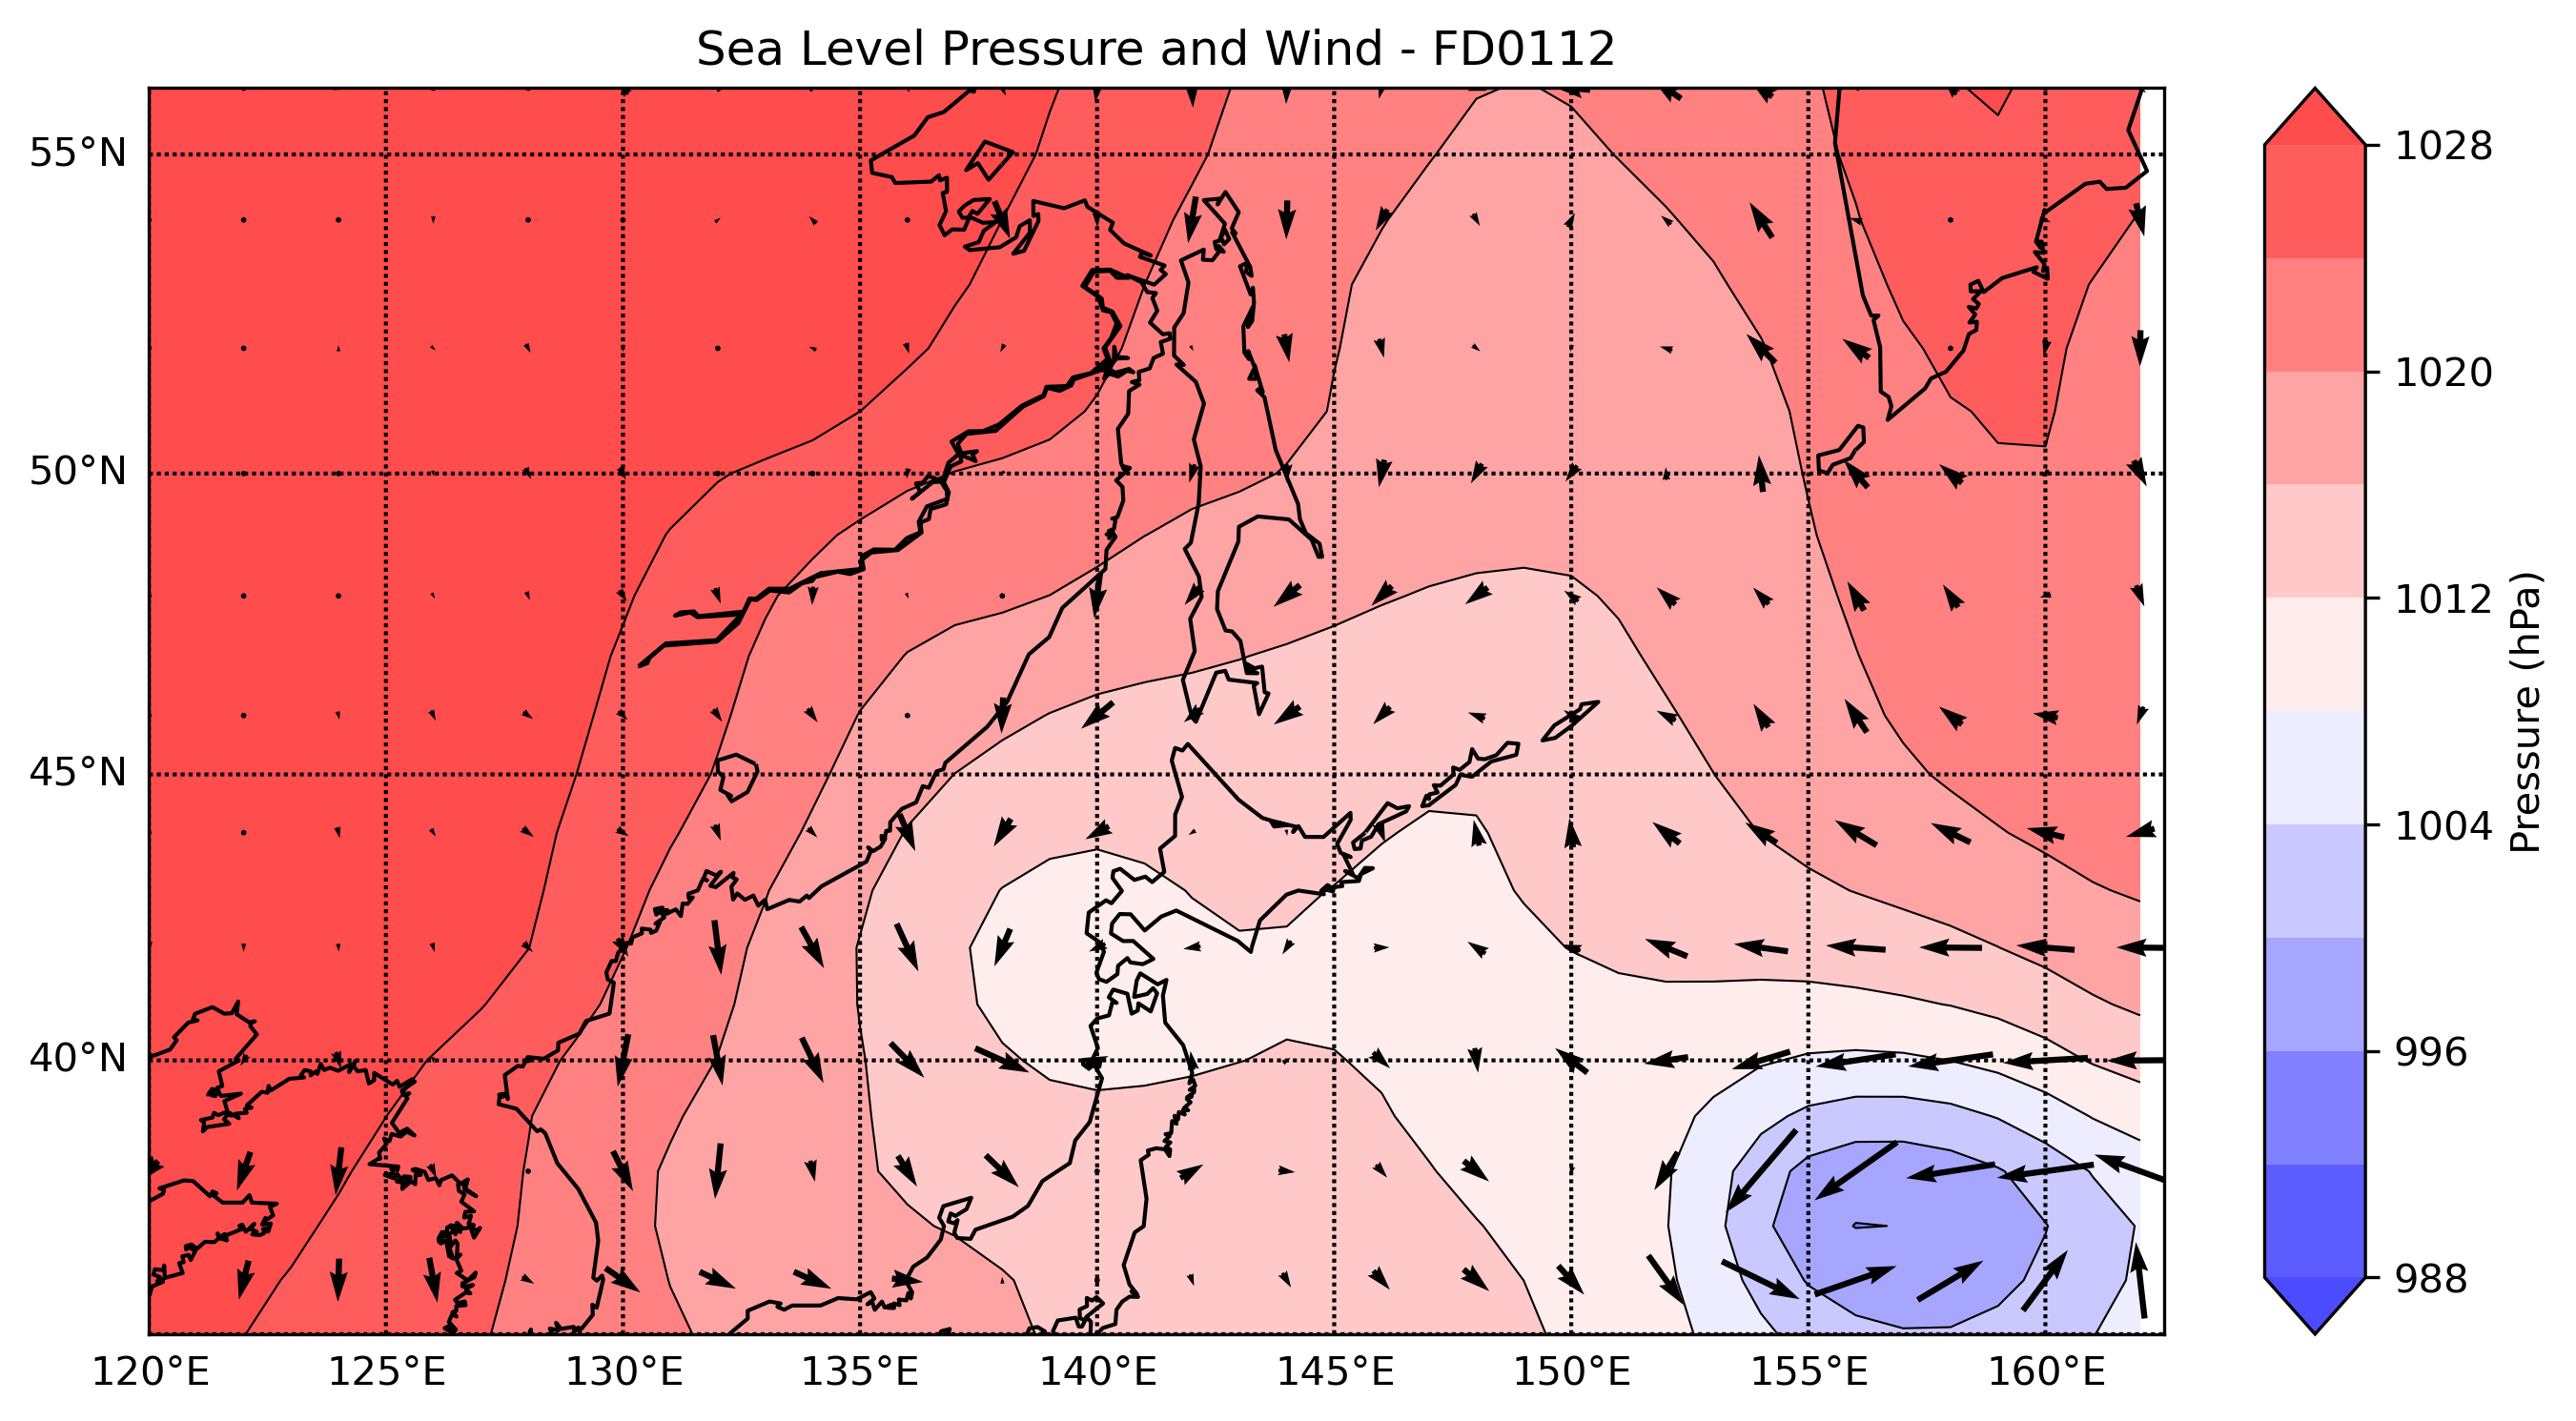 Sea Level Pressure and Wind - FD0112
55°N
50°N
45°N
40°N
120°E
125°E
130°E
135°E
140°E
145°E
150°E
155°E
160°E
1028
1020
1012
1004
996
988
Pressure (hPa)